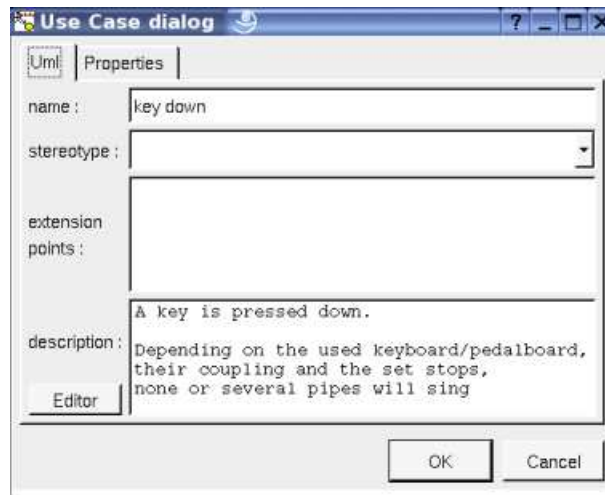 Use Case dialog
Uml Properties
name : key down
stereotype :
extension
points :
description :
A key is pressed down.
Depending on the used keyboard/pedalboard,
their coupling and the set stops,
none or several pipes will sing
Editor
OK Cancel